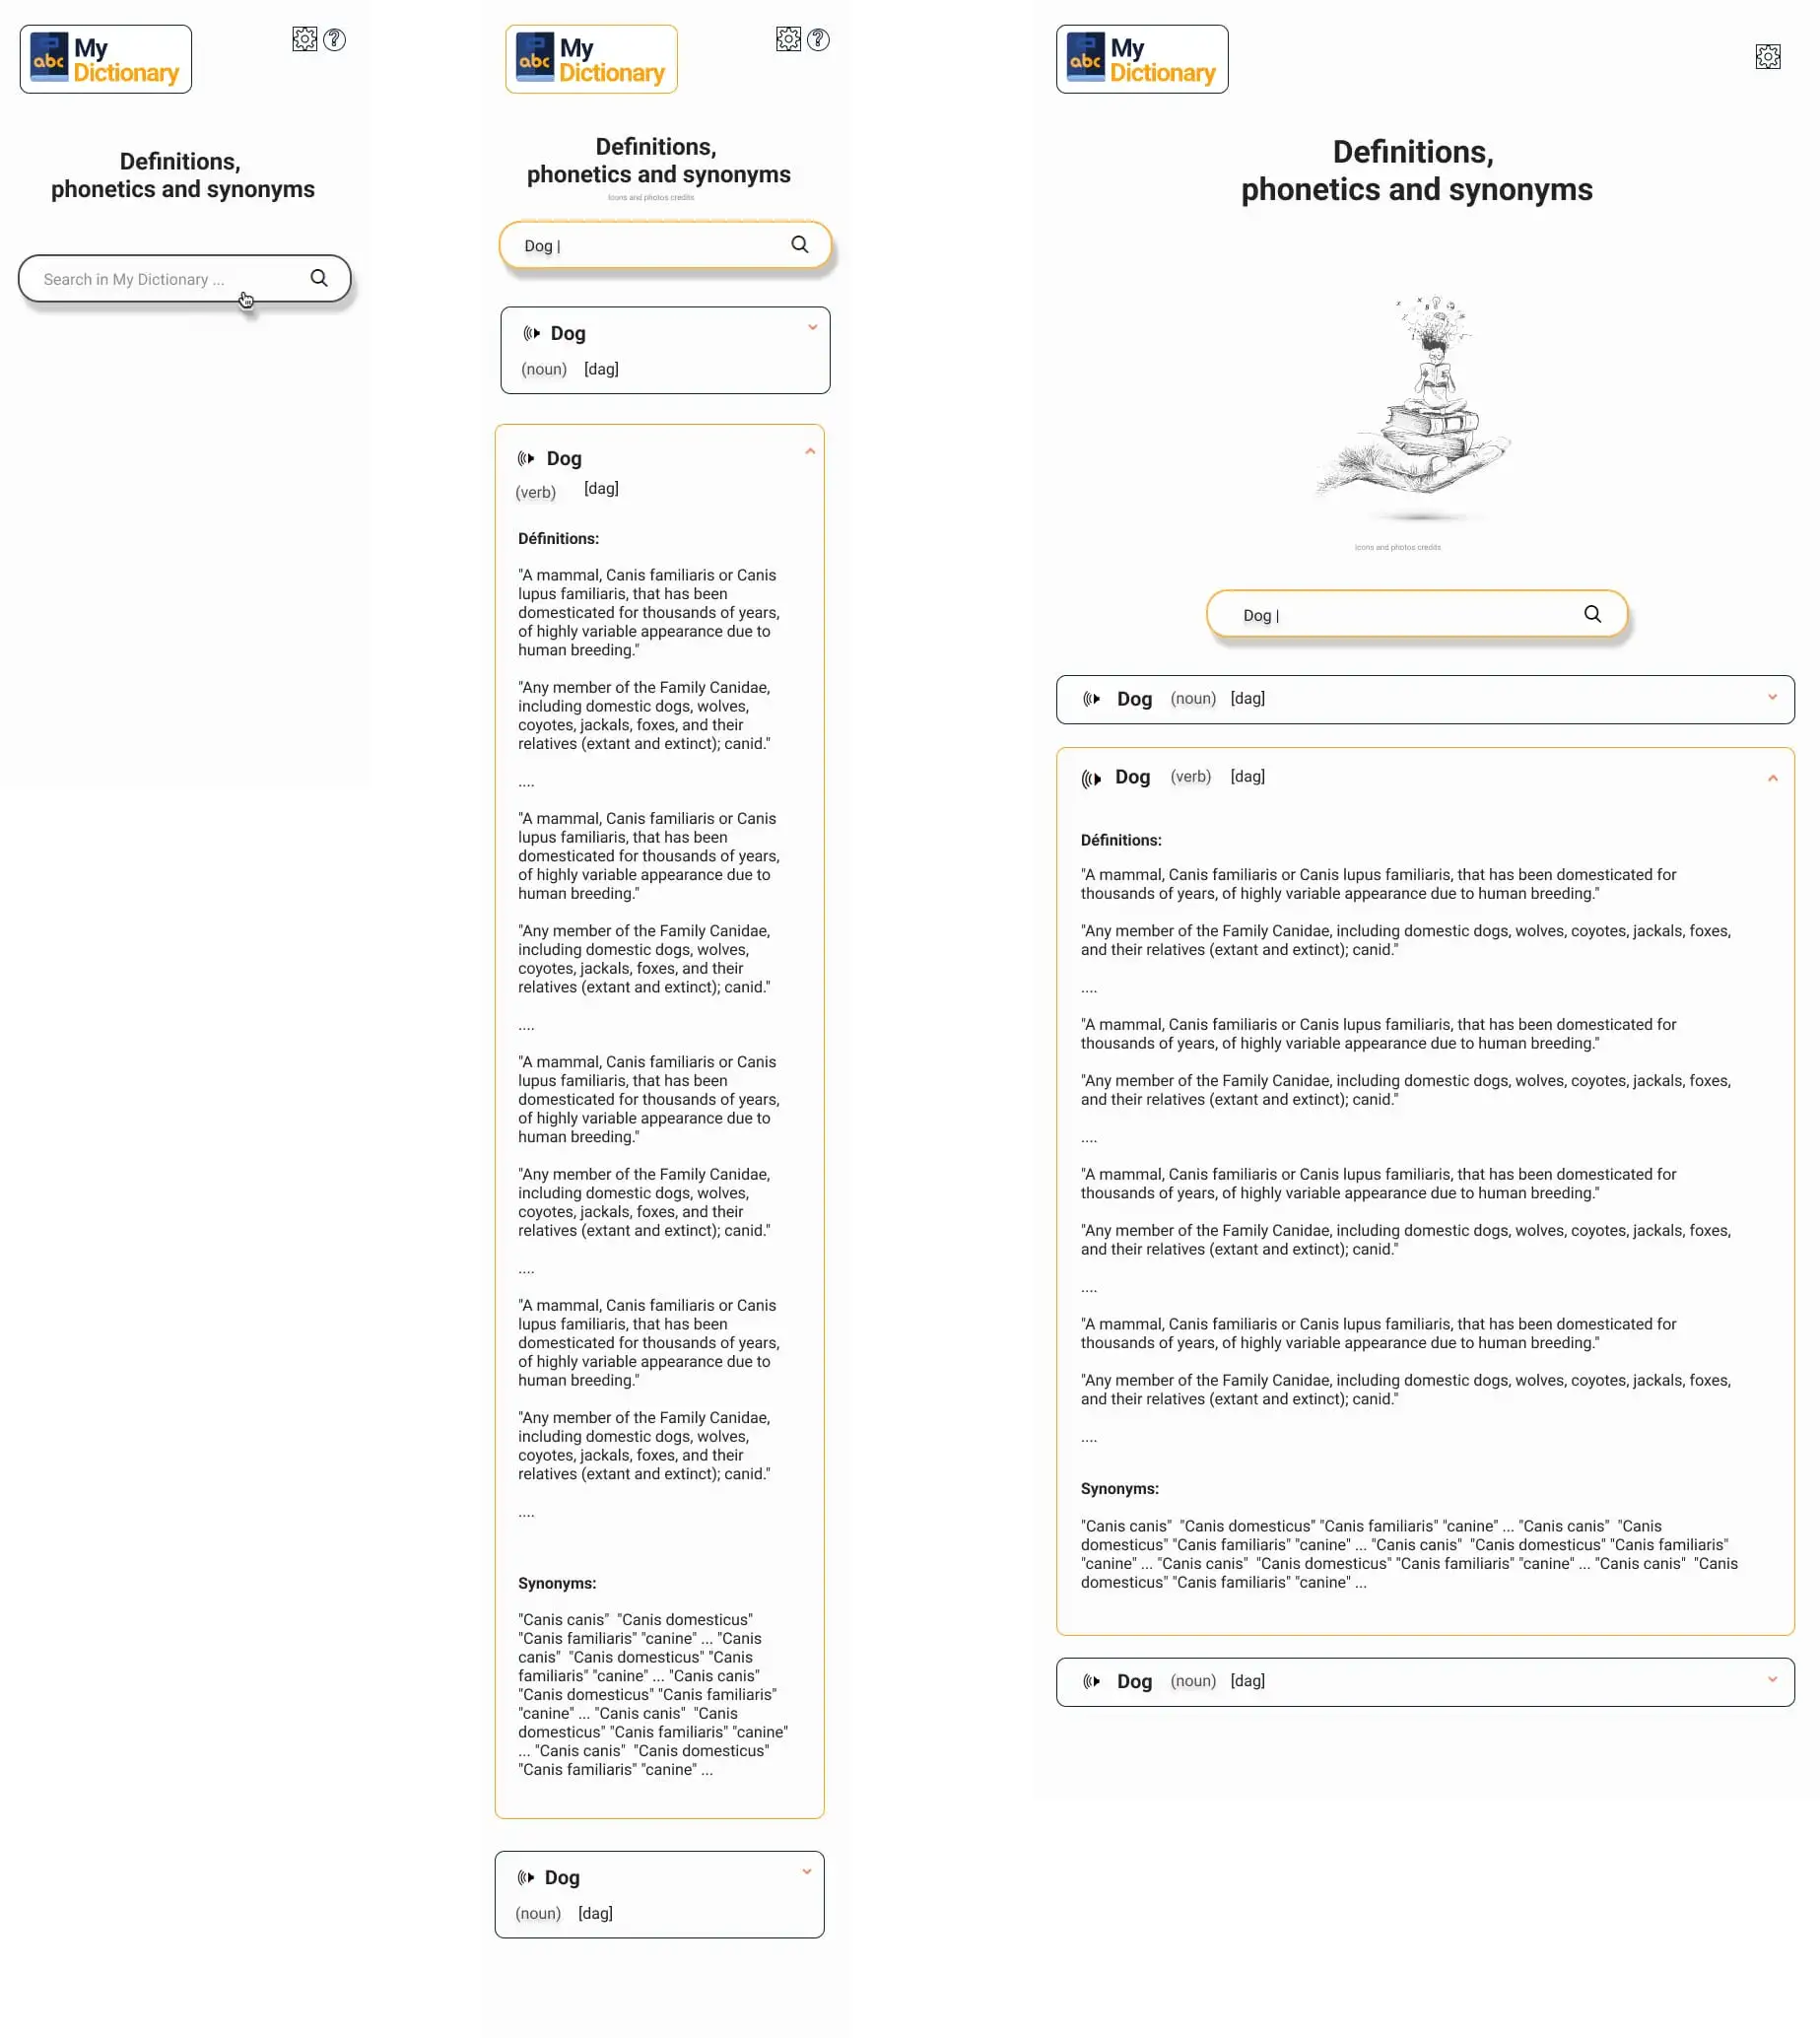 abc
My
Dictionary
Definitions,
phonetics and synonyms
Search in My Dictionary ...
abc
My
Dictionary
Definitions,
phonetics and synonyms
Icons and photos credits
Dog |
Dog
(noun) [dag]
Dog
(verb) [dag]
Définitions:
"A mammal, Canis familiaris or Canis
lupus familiaris, that has been
domesticated for thousands of years,
of highly variable appearance due to
human breeding."
"Any member of the Family Canidae,
including domestic dogs, wolves,
coyotes, jackals, foxes, and their
relatives (extant and extinct); canid."
....
"A mammal, Canis familiaris or Canis
lupus familiaris, that has been
domesticated for thousands of years,
of highly variable appearance due to
human breeding."
"Any member of the Family Canidae,
including domestic dogs, wolves,
coyotes, jackals, foxes, and their
relatives (extant and extinct); canid."
....
"A mammal, Canis familiaris or Canis
lupus familiaris, that has been
domesticated for thousands of years,
of highly variable appearance due to
human breeding."
"Any member of the Family Canidae,
including domestic dogs, wolves,
coyotes, jackals, foxes, and their
relatives (extant and extinct); canid."
....
"A mammal, Canis familiaris or Canis
lupus familiaris, that has been
domesticated for thousands of years,
of highly variable appearance due to
human breeding."
"Any member of the Family Canidae,
including domestic dogs, wolves,
coyotes, jackals, foxes, and their
relatives (extant and extinct); canid."
....
Synonyms:
"Canis canis"  "Canis domesticus"
"Canis familiaris" "canine" ... "Canis
canis"  "Canis domesticus" "Canis
familiaris" "canine" ... "Canis canis"
"Canis domesticus" "Canis familiaris"
"canine" ... "Canis canis"  "Canis
domesticus" "Canis familiaris" "canine"
... "Canis canis"  "Canis domesticus"
"Canis familiaris" "canine" ...
Dog
(noun) [dag]
abc
My
Dictionary
Definitions,
phonetics and synonyms
Icons and photos credits
Dog |
Dog (noun) [dag]
Dog (verb) [dag]
Définitions:
"A mammal, Canis familiaris or Canis lupus familiaris, that has been domesticated for
thousands of years, of highly variable appearance due to human breeding."
"Any member of the Family Canidae, including domestic dogs, wolves, coyotes, jackals, foxes,
and their relatives (extant and extinct); canid."
....
"A mammal, Canis familiaris or Canis lupus familiaris, that has been domesticated for
thousands of years, of highly variable appearance due to human breeding."
"Any member of the Family Canidae, including domestic dogs, wolves, coyotes, jackals, foxes,
and their relatives (extant and extinct); canid."
....
"A mammal, Canis familiaris or Canis lupus familiaris, that has been domesticated for
thousands of years, of highly variable appearance due to human breeding."
"Any member of the Family Canidae, including domestic dogs, wolves, coyotes, jackals, foxes,
and their relatives (extant and extinct); canid."
....
"A mammal, Canis familiaris or Canis lupus familiaris, that has been domesticated for
thousands of years, of highly variable appearance due to human breeding."
"Any member of the Family Canidae, including domestic dogs, wolves, coyotes, jackals, foxes,
and their relatives (extant and extinct); canid."
....
Synonyms:
"Canis canis"  "Canis domesticus" "Canis familiaris" "canine" ... "Canis canis"  "Canis
domesticus" "Canis familiaris" "canine" ... "Canis canis"  "Canis domesticus" "Canis familiaris"
"canine" ... "Canis canis"  "Canis domesticus" "Canis familiaris" "canine" ... "Canis canis"  "Canis
domesticus" "Canis familiaris" "canine" ...
Dog (noun) [dag]